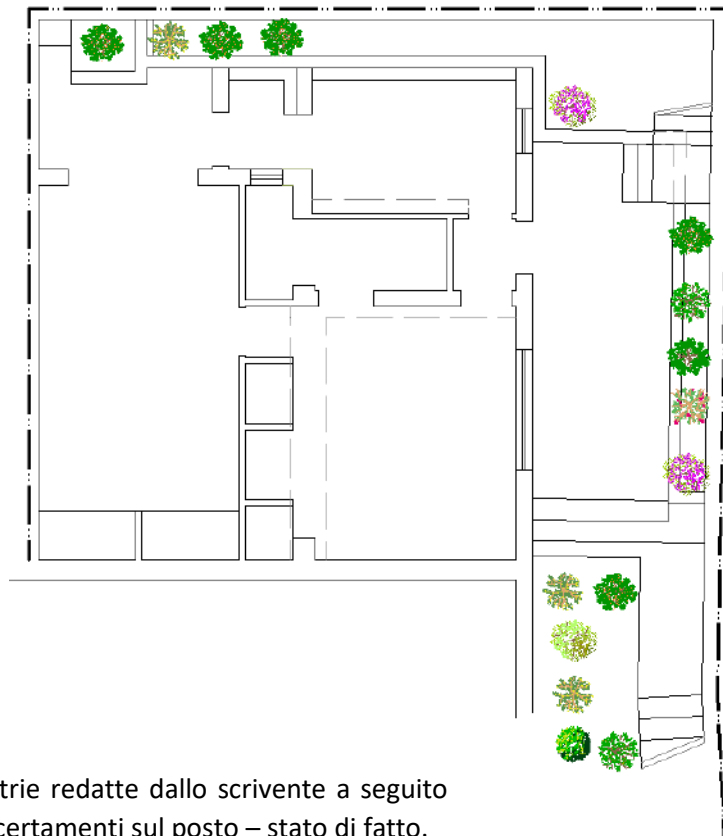 trie redatte dallo scrivente a seguito
certamenti sul posto – stato di fatto.